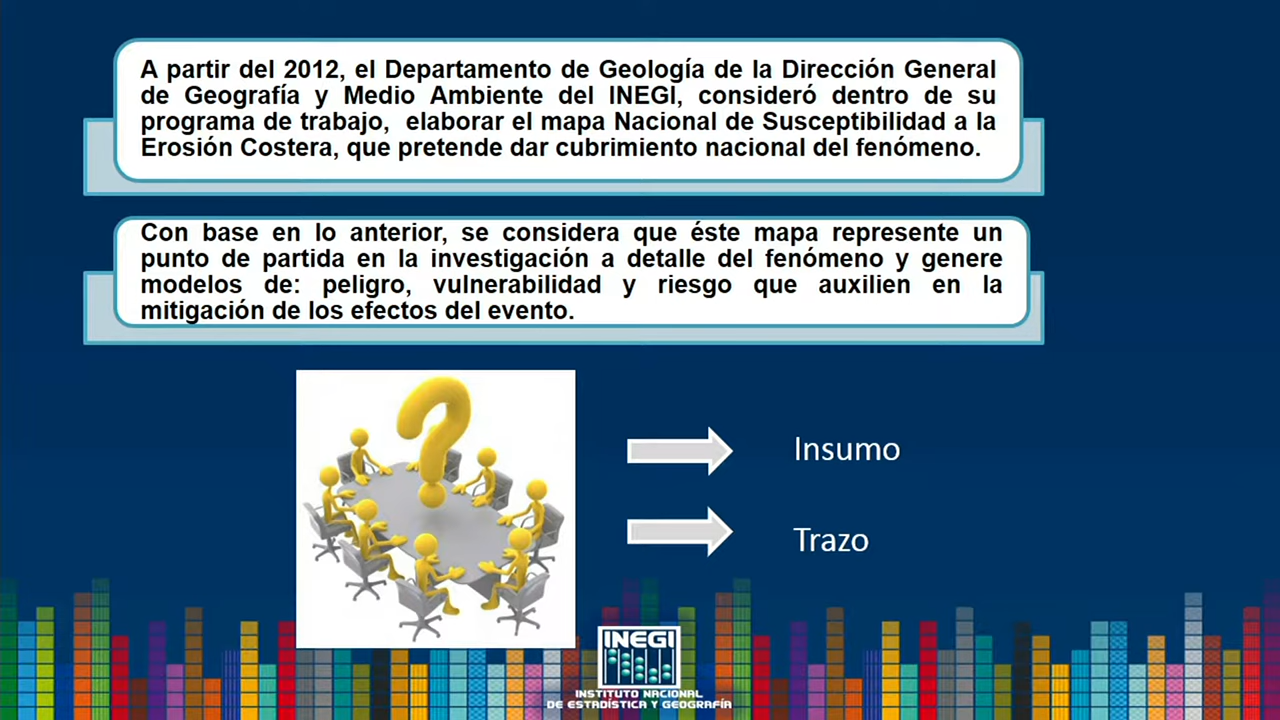 A partir del 2012, el Departamento de Geología de la Dirección General
de Geografía y Medio Ambiente del INEGI, consideró dentro de su
programa de trabajo, elaborar el mapa Nacional de Susceptibilidad a la
Erosión Costera, que pretende dar cubrimiento nacional del fenómeno.
Con base en lo anterior, se considera que éste mapa represente un
punto de partida en la investigación a detalle del fenómeno y genere
modelos de: peligro, vulnerabilidad y riesgo que auxilien en la
mitigación de los efectos del evento.
?
Insumo
Trazo
INEGI
INSTITUTO NACIONAL
DE ESTADÍSTICA Y GEOGRAFÍA